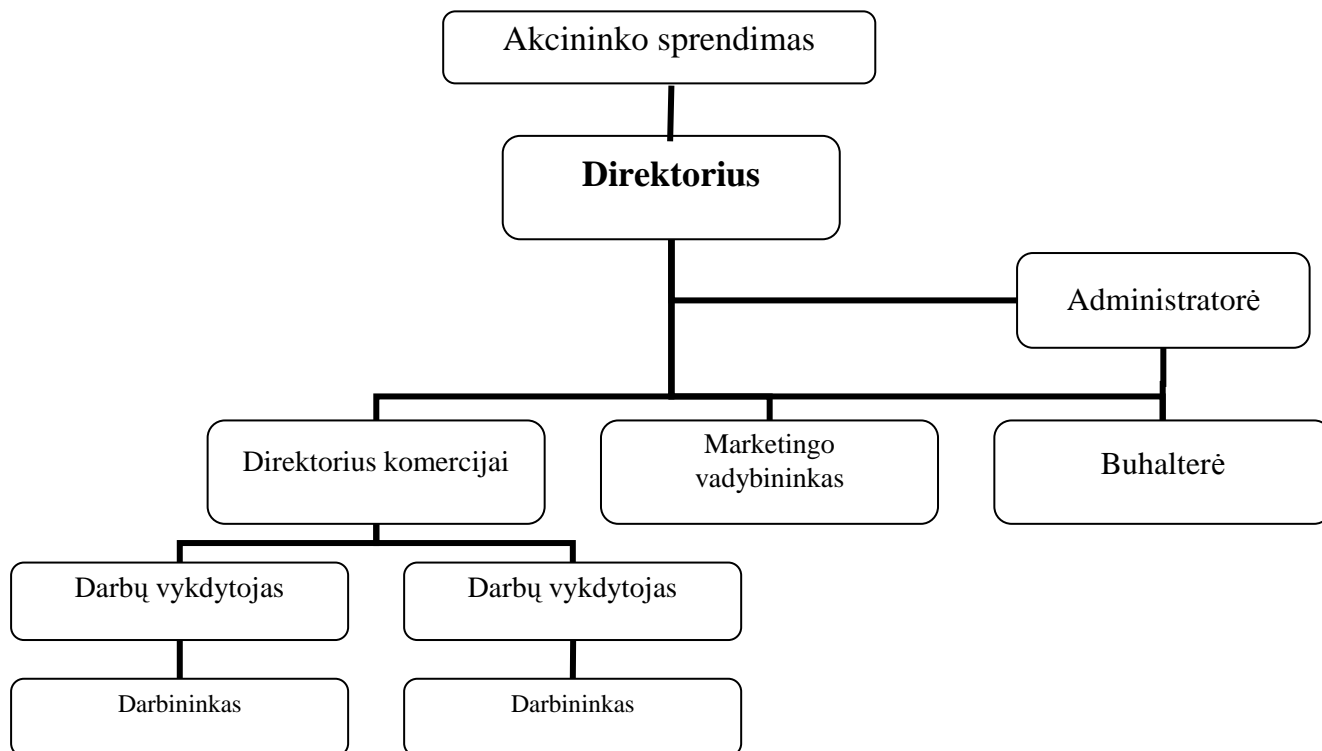 Akcininko sprendimas
Direktorius
Administratorė
Direktorius komercijai
Marketingo
vadybininkas
Buhalterė
Darbų vykdytojas
Darbų vykdytojas
Darbininkas
Darbininkas